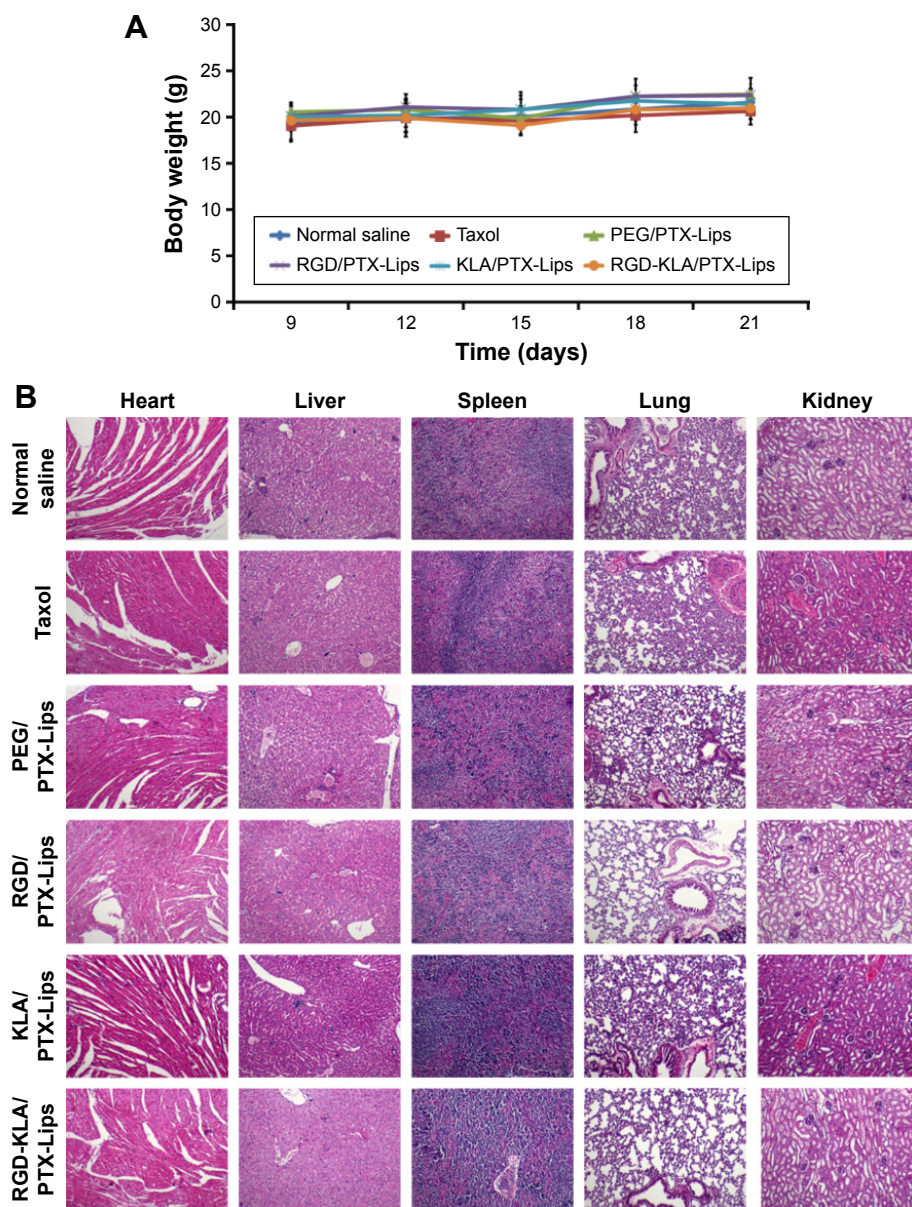 A
Body weight (g)
30
25
20
15
10
5
0
Normal saline Taxol PEG/PTX-Lips
RGD/PTX-Lips KLA/PTX-Lips RGD-KLA/PTX-Lips
9 12 15 18 21
Time (days)
B
Heart Liver Spleen Lung Kidney
Normal
saline
Taxol
PEG/
PTX-Lips
RGD/
PTX-Lips
KLA/
PTX-Lips
RGD-KLA/
PTX-Lips